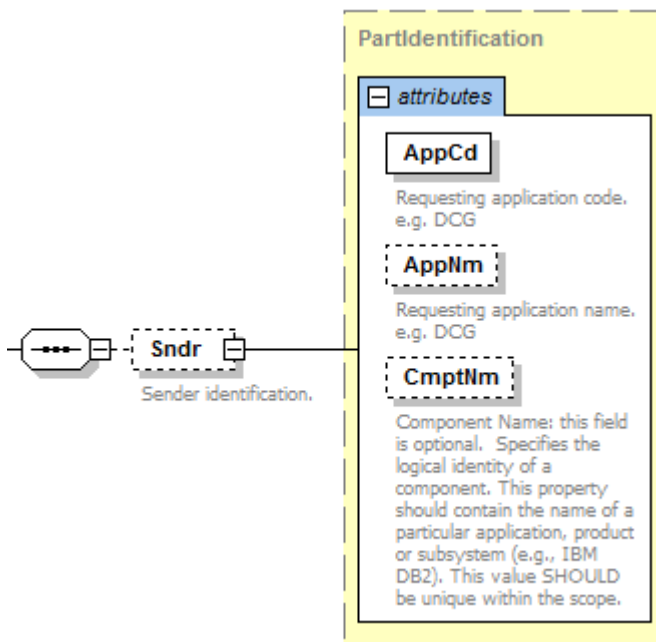 PartIdentification
attributes
AppCd
Requesting application code.
e.g. DCG
AppNm
Requesting application name.
e.g. DCG
Sndr
Sender identification.
CmptNm
Component Name: this field
is optional.  Specifies the
logical identity of a
component. This property
should contain the name of a
particular application, product
or subsystem (e.g., IBM
DB2). This value SHOULD
be unique within the scope.